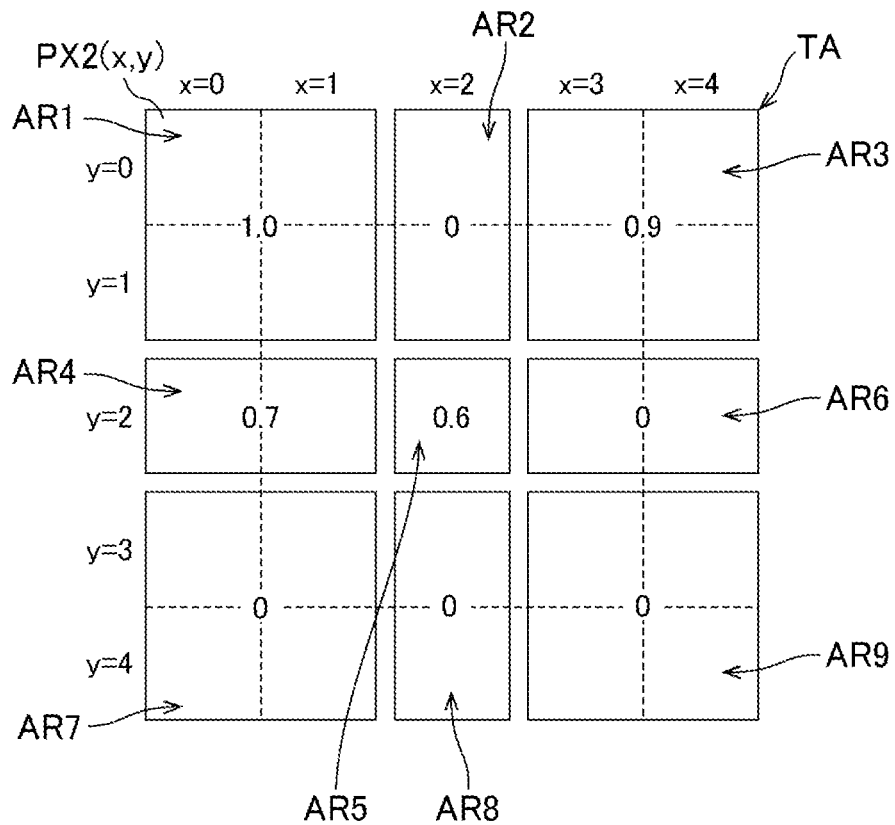 AR2
PX2(x,y)
TA
x=0 x=1 x=2 x=3 x=4
AR1
AR3
y=0
1.0 0 0.9
y=1
AR4
AR6
y=2 0.7 0.6 0
y=3
0 0 0
y=4
AR9
AR7
AR5 AR8